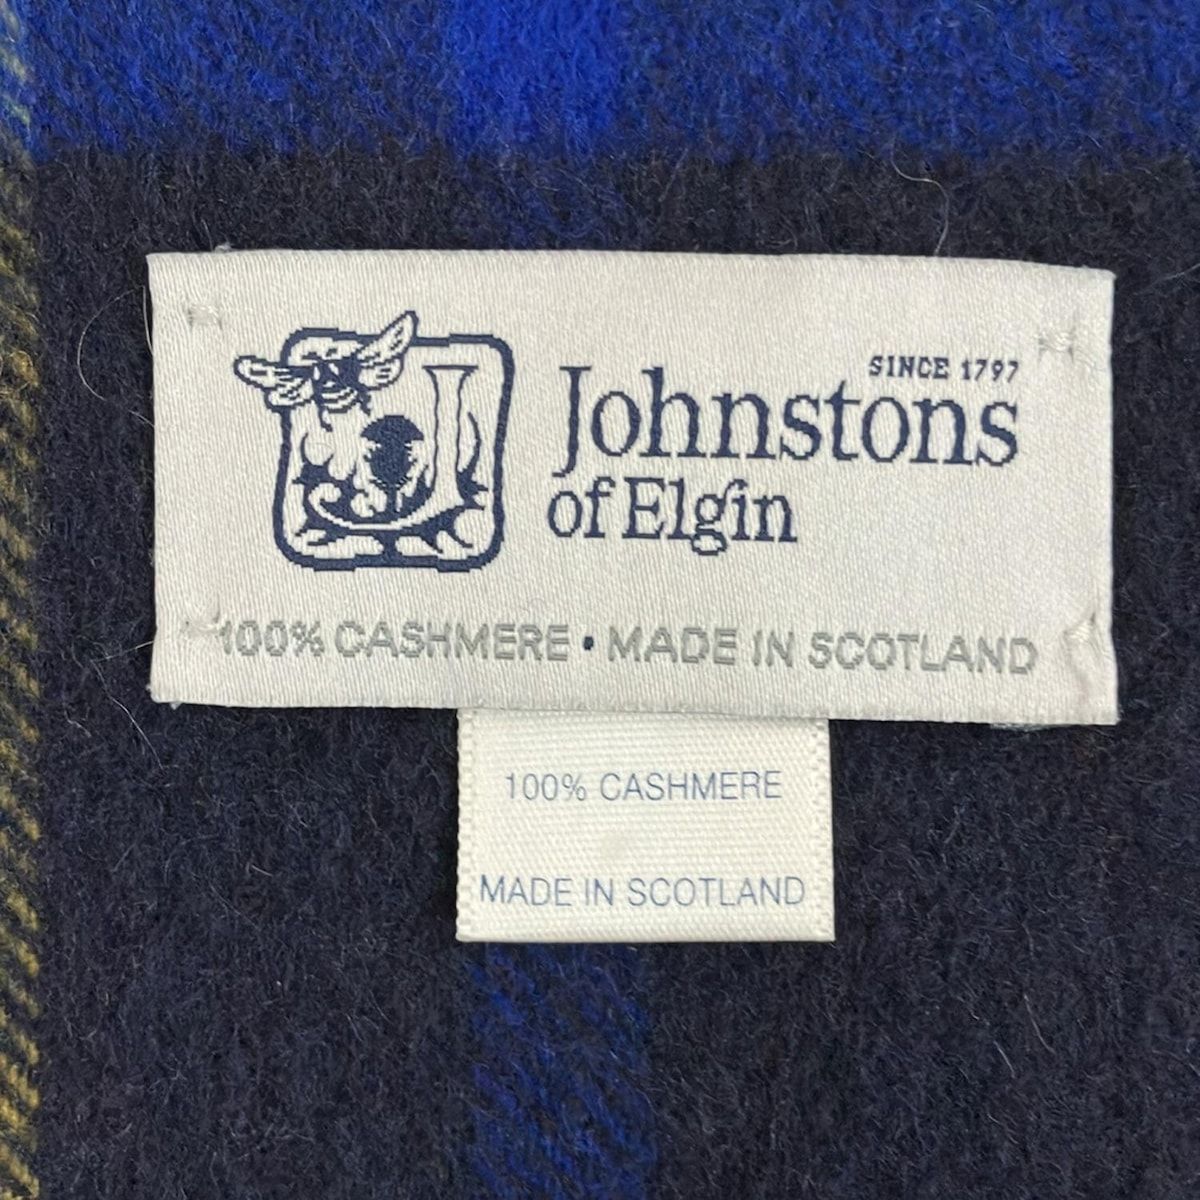 SINCE 1797
Johnstons
of Elgin
100% CASHMERE • MADE IN SCOTLAND
100% CASHMERE
MADE IN SCOTLAND